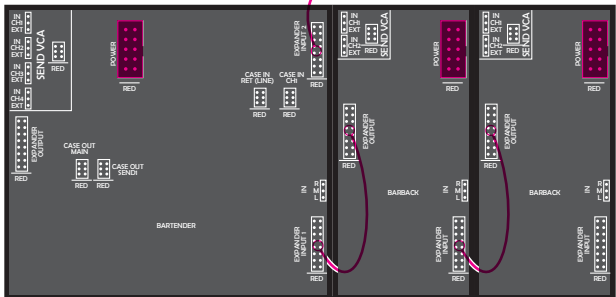 IN
CH1
EXT
IN
CH2
EXT
IN
CH3
EXT
IN
CH4
EXT
SEND VCA
RED
POWER
RED
EXPANDER
INPUT 2
RED
CASE IN
RET (LINE)
RED
CASE IN
CH1
RED
EXPANDER
OUTPUT
RED
CASE OUT
MAIN
RED
CASE OUT
SEND1
RED
BARTENDER
IN
R
M
L
EXPANDER
INPUT 1
RED
IN
CH1
EXT
IN
CH2
EXT
SEND VCA
RED
POWER
RED
EXPANDER
OUTPUT
RED
BARBACK
IN
R
M
L
EXPANDER
INPUT
RED
IN
CH1
EXT
IN
CH2
EXT
SEND VCA
RED
POWER
RED
EXPANDER
OUTPUT
RED
BARBACK
IN
R
M
L
EXPANDER
INPUT
RED